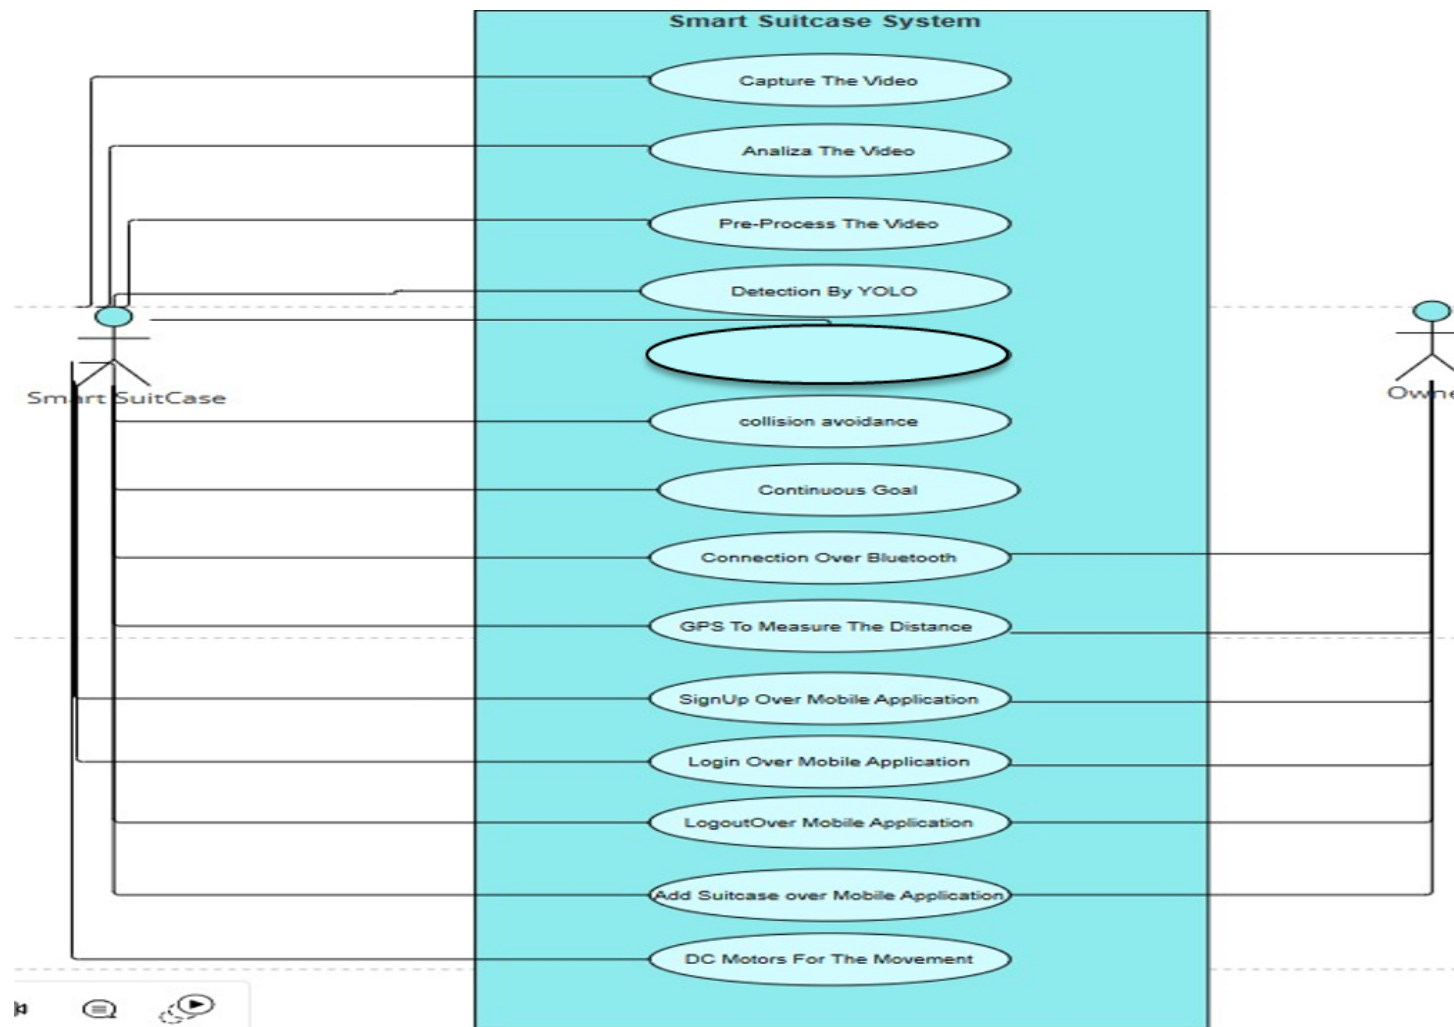 Smart Suitcase System
Capture The Video
Analiza The Video
Pre-Process The Video
Detection By YOLO
Smart SuitCase
collision avoidance
Continuous Goal
Connection Over Bluetooth
GPS To Measure The Distance
SignUp Over Mobile Application
Login Over Mobile Application
LogoutOver Mobile Application
Add Suitcase over Mobile Application
DC Motors For The Movement